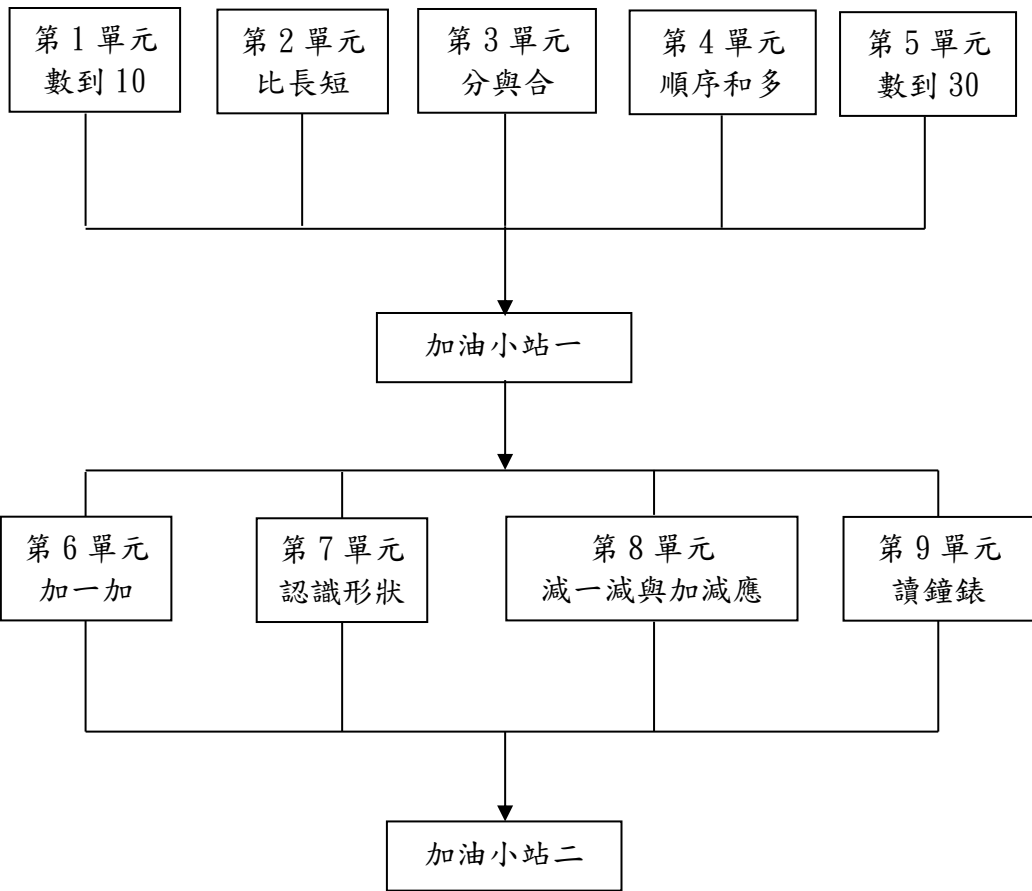 第 1 單元
數到 10
第 2 單元
比長短
第 3 單元
分與合
第 4 單元
順序和多
第 5 單元
數到 30
加油小站一
第 6 單元
加一加
第 7 單元
認識形狀
第 8 單元
減一減與加減應
第 9 單元
讀鐘錶
加油小站二